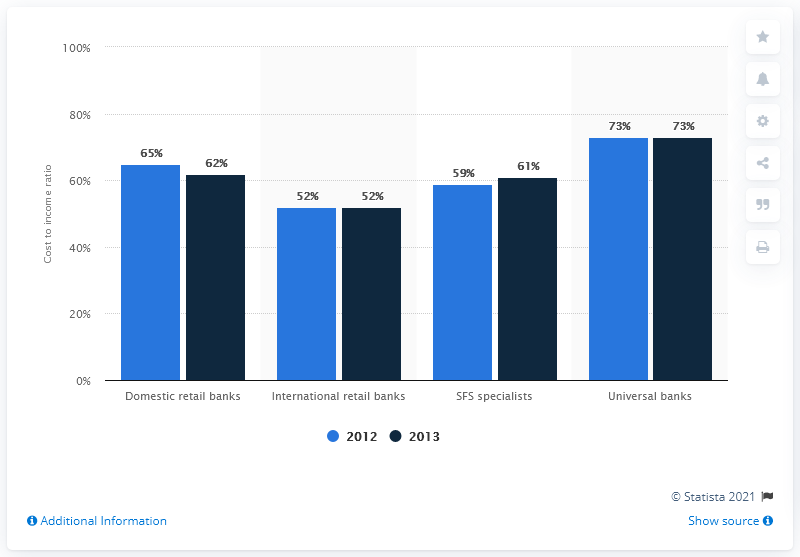 100%
80%
60%
40%
20%
0%
Cost to income ratio
65%
62%
52%
52%
59%
61%
73%
73%
Domestic retail banks
International retail banks
SFS specialists
Universal banks
2012
2013
© Statista 2021
Additional Information
Show source